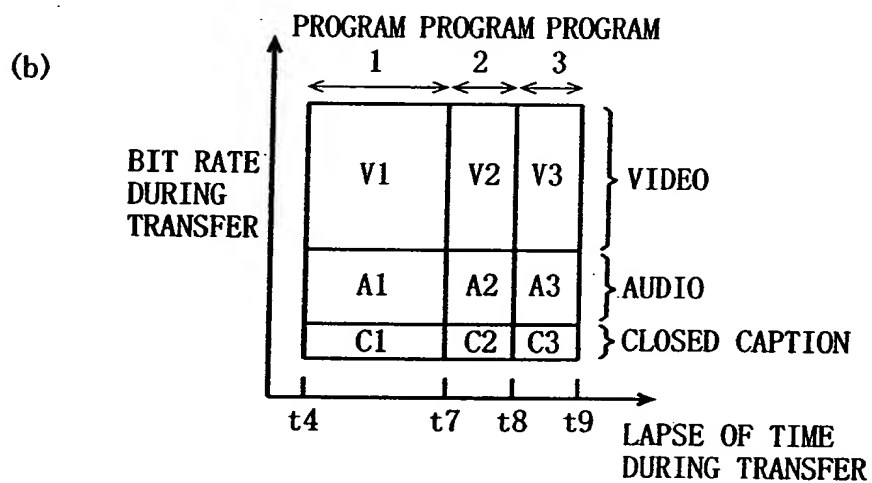 PROGRAM PROGRAM PROGRAM
(b)
1 2 3
BIT RATE
DURING
TRANSFER
V1 V2 V3
VIDEO
A1 A2 A3
AUDIO
C1 C2 C3
CLOSED CAPTION
t4 t7 t8 t9
LAPSE OF TIME
DURING TRANSFER